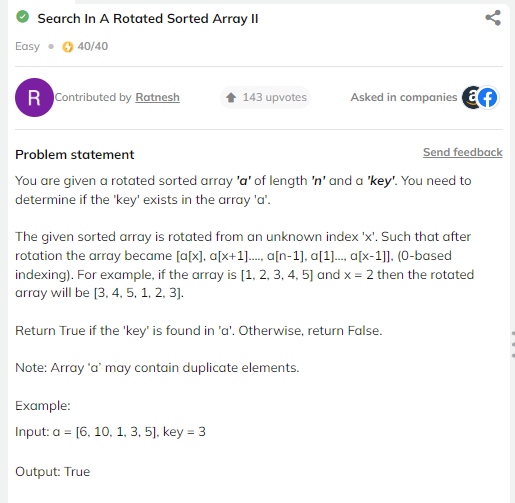 Search In A Rotated Sorted Array II
Easy 40/40
R Contributed by Ratnesh 143 upvotes Asked in companies
Problem statement Send feedback
You are given a rotated sorted array 'a' of length 'n' and a 'key'. You need to
determine if the 'key' exists in the array 'a'.
The given sorted array is rotated from an unknown index 'x'. Such that after
rotation the array became [a[x], a[x+1]...., a[n-1], a[1]..., a[x-1]], (0-based
indexing). For example, if the array is [1, 2, 3, 4, 5] and x = 2 then the rotated
array will be [3, 4, 5, 1, 2, 3].
Return True if the 'key' is found in 'a'. Otherwise, return False.
Note: Array ‘a’ may contain duplicate elements.
Example:
Input: a = [6, 10, 1, 3, 5], key = 3
Output: True